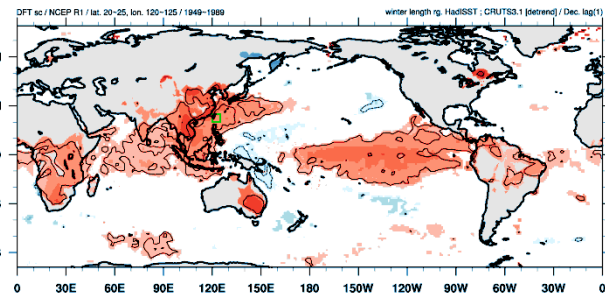 DFT sc / NCEP R1 / lat. 20~25, lon. 120~125 / 1949~1989 winter length rg. HadISST ; CRUTS3.1 [detrend] / Dec. lag(1)
0 30E 60E 90E 120E 150E 180 150W 120W 90W 60W 30W 0